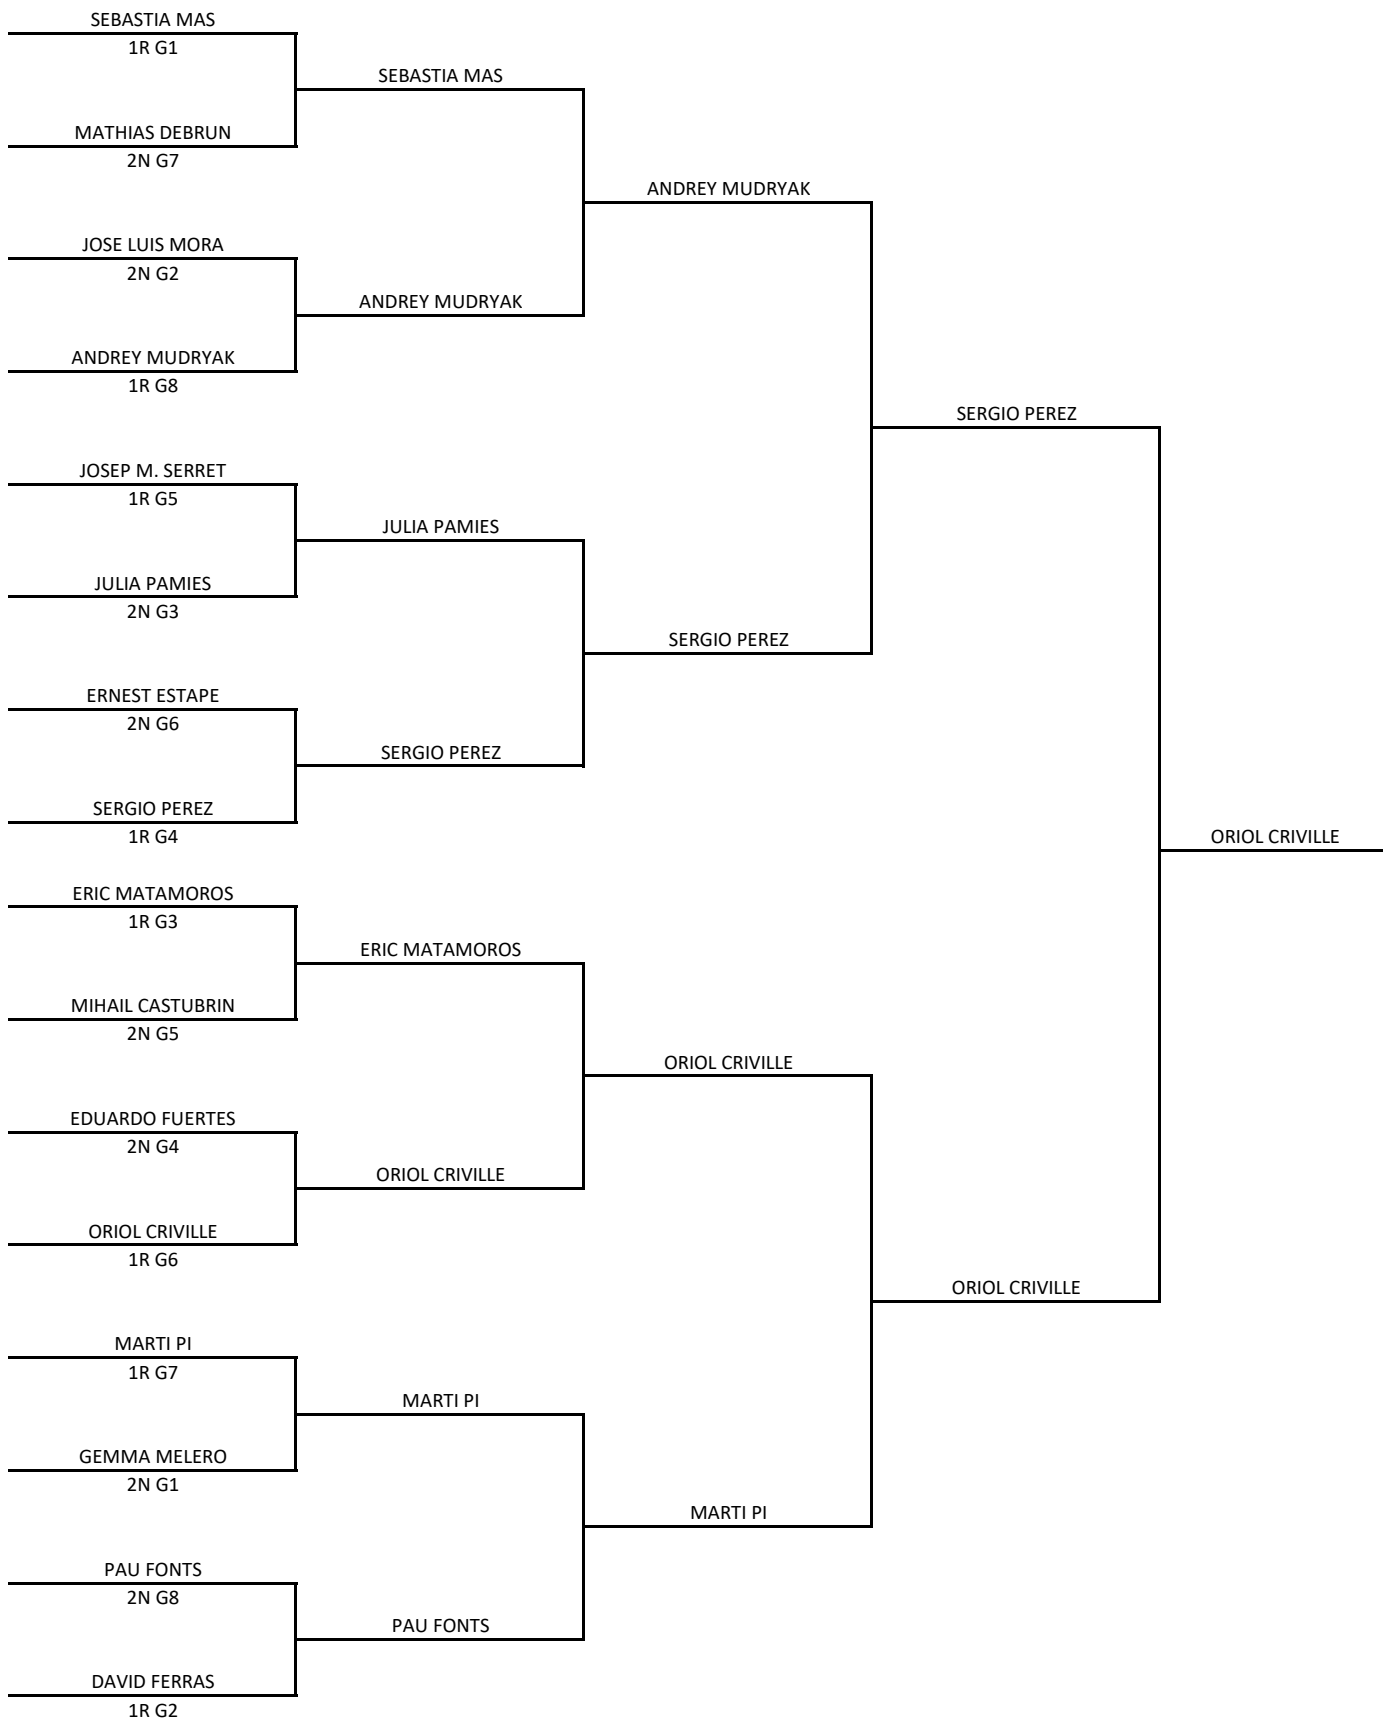 SEBASTIA MAS
1R G1
SEBASTIA MAS
MATHIAS DEBRUN
2N G7
ANDREY MUDRYAK
JOSE LUIS MORA
2N G2
ANDREY MUDRYAK
ANDREY MUDRYAK
1R G8
SERGIO PEREZ
JOSEP M. SERRET
1R G5
JULIA PAMIES
JULIA PAMIES
2N G3
SERGIO PEREZ
ERNEST ESTAPE
2N G6
SERGIO PEREZ
SERGIO PEREZ
1R G4
ORIOL CRIVILLE
ERIC MATAMOROS
1R G3
ERIC MATAMOROS
MIHAIL CASTUBRIN
2N G5
ORIOL CRIVILLE
EDUARDO FUERTES
2N G4
ORIOL CRIVILLE
ORIOL CRIVILLE
1R G6
ORIOL CRIVILLE
MARTI PI
1R G7
MARTI PI
GEMMA MELERO
2N G1
MARTI PI
PAU FONTS
2N G8
PAU FONTS
DAVID FERRAS
1R G2